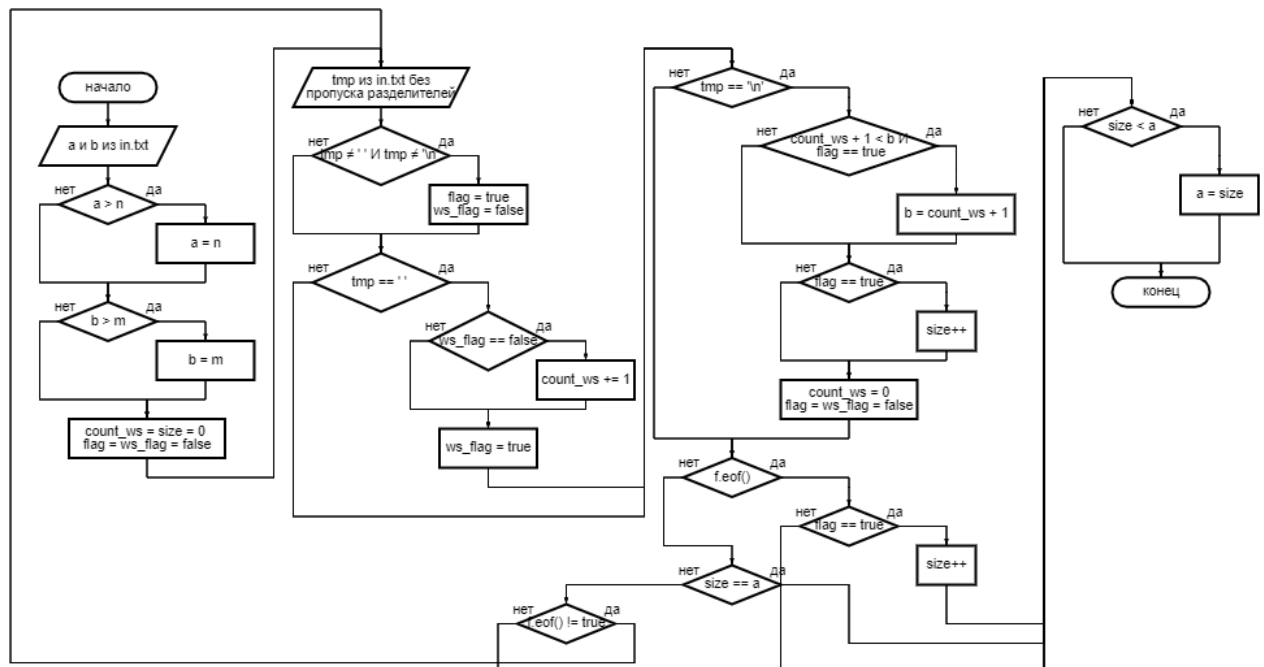 начало
a и b из in.txt
нет
да
a > n
a = n
нет
да
b > m
b = m
count_ws = size = 0
flag = ws_flag = false
tmp из in.txt без
пропуска разделителей
нет
да
tmp ≠ ' ' И tmp ≠ '\n'
flag = true
ws_flag = false
нет
да
tmp == ' '
нет
да
ws_flag == false
count_ws += 1
ws_flag = true
нет
да
tmp == '\n'
нет
да
count_ws + 1 < b И
flag == true
b = count_ws + 1
нет
да
flag == true
size++
count_ws = 0
flag = ws_flag = false
нет
да
f.eof()
нет
да
flag == true
size++
нет
да
size == a
нет
да
f.eof() != true
нет
да
size < a
a = size
конец